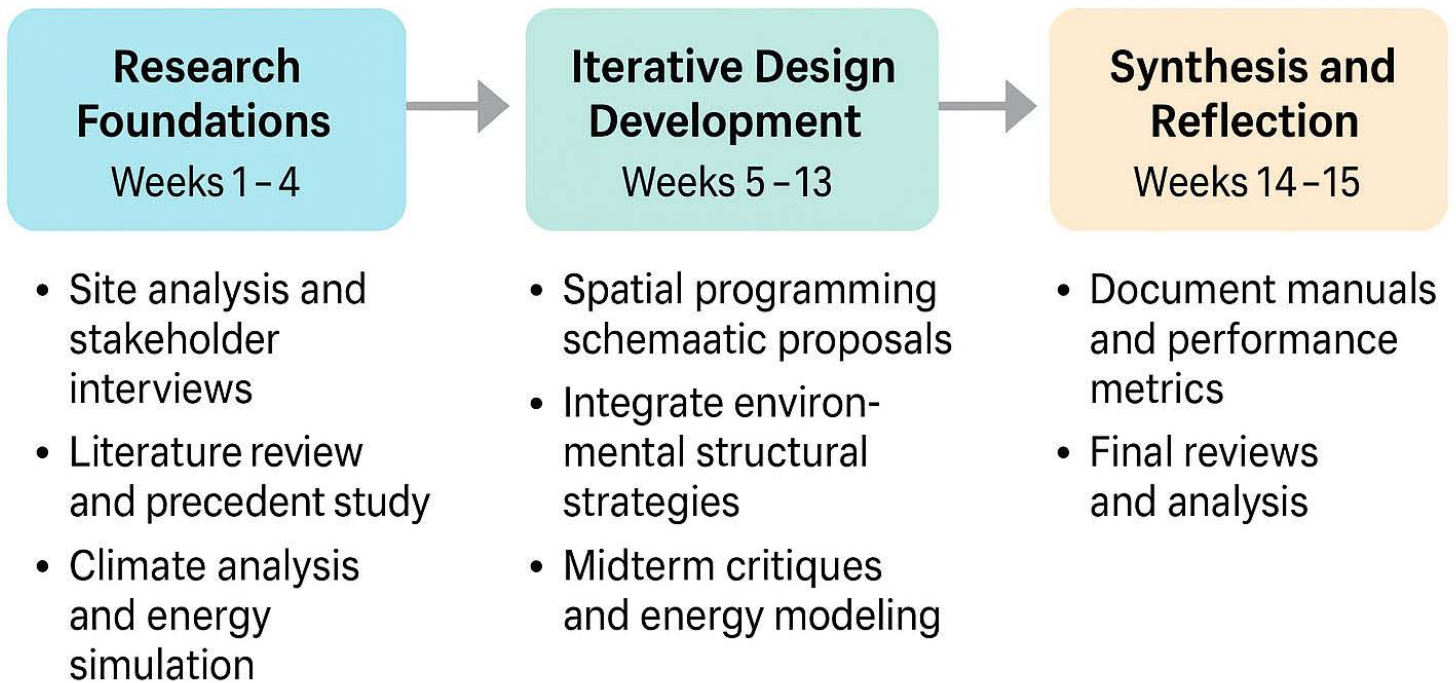 Research
Foundations
Weeks 1–4
• Site analysis and
stakeholder
interviews
• Literature review
and precedent study
• Climate analysis
and energy
simulation
Iterative Design
Development
Weeks 5–13
• Spatial programming
schemaatic proposals
• Integrate environ-
mental structural
strategies
• Midterm critiques
and energy modeling
Synthesis and
Reflection
Weeks 14–15
• Document manuals
and performance
metrics
• Final reviews
and analysis